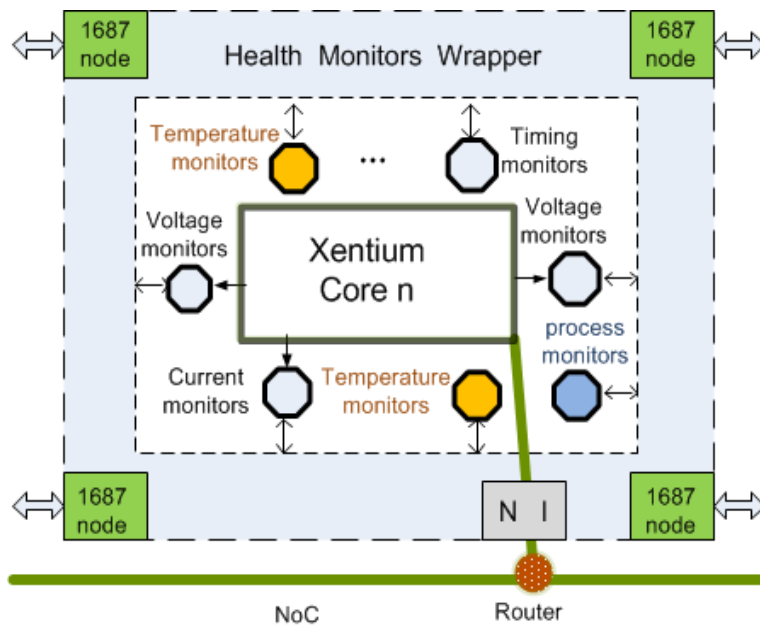 1687
node
Health Monitors Wrapper
1687
node
Temperature
monitors
...
Timing
monitors
Voltage
monitors
Xentium
Core n
Voltage
monitors
Current
monitors
Temperature
monitors
process
monitors
1687
node
N I
1687
node
NoC
Router